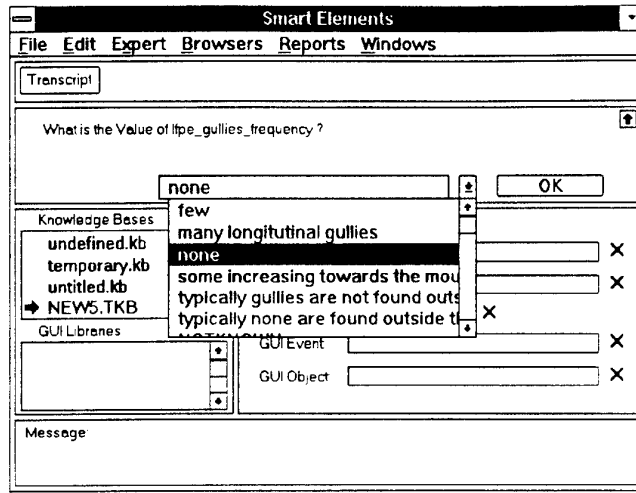 Smart Elements
File Edit Expert Browsers Reports Windows
Transcript
What is the Value of lfpe_gullies_frequency ?
none
OK
few
many longitutinal gullies
none
some increasing towards the mou
typically gullies are not found outs
typically none are found outside t
Knowledge Bases
undefined.kb
temporary.kb
untitled.kb
NEW5.TKB
GUI Libraries
GUI Event
GUI Object
Message